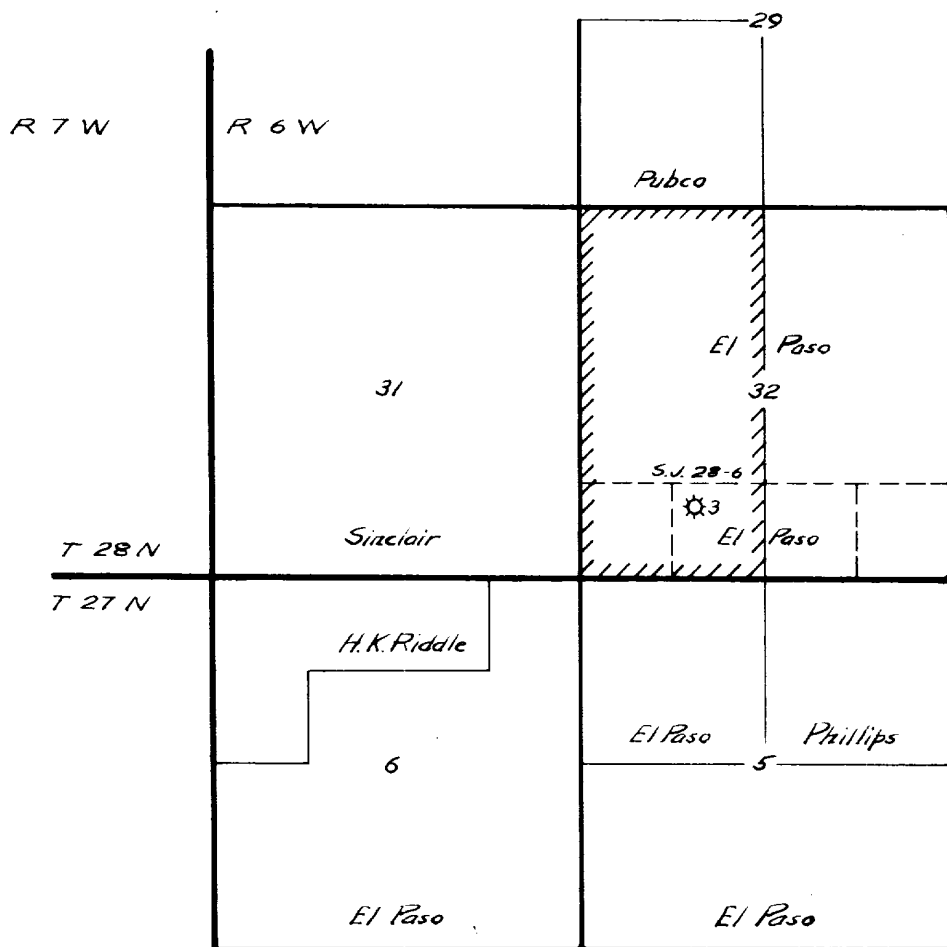 29
R 7 W
R 6 W
Pubco
El Paso
31
32
S.J. 28-6
3
Sinclair
El Paso
T 28 N
T 27 N
H.K. Riddle
El Paso
Phillips
6
5
El Paso
El Paso